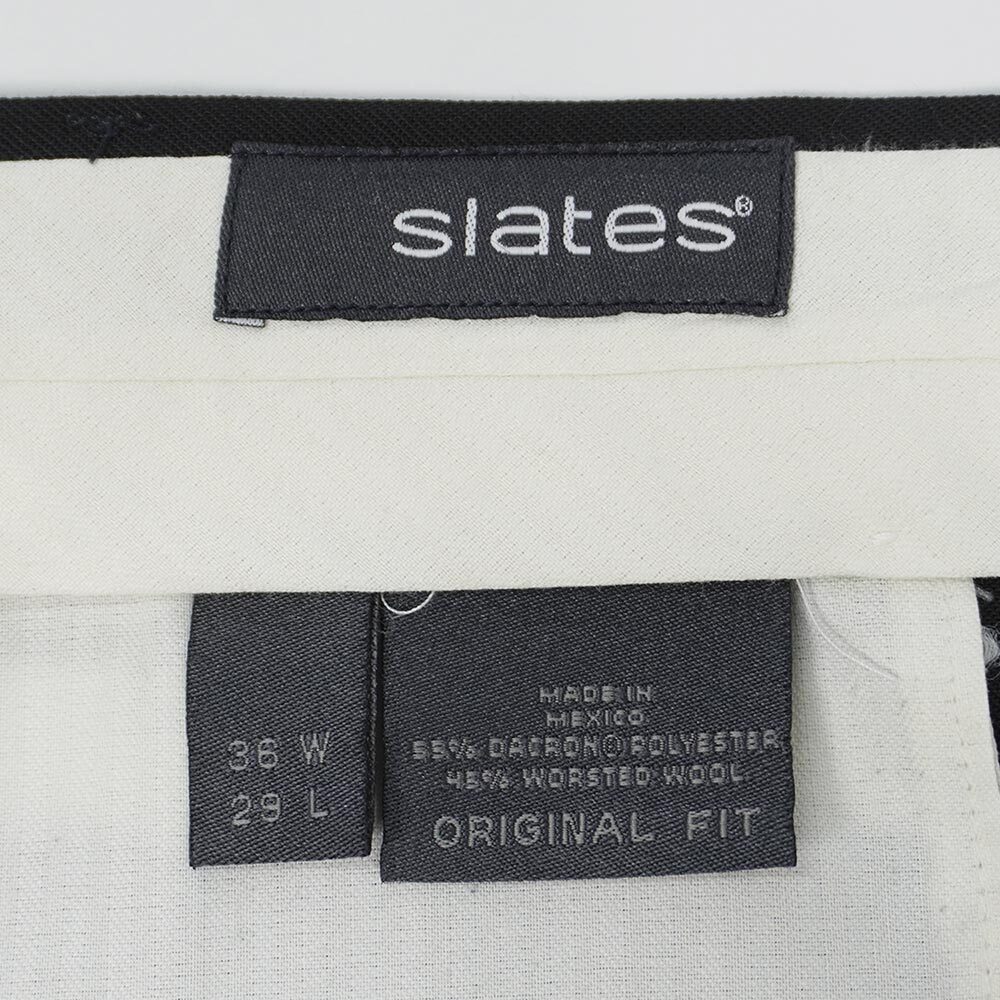 slates®
36 W
29 L
MADE IN
MEXICO
55% DACRON® POLYESTER
45% WORSTED WOOL
ORIGINAL FIT